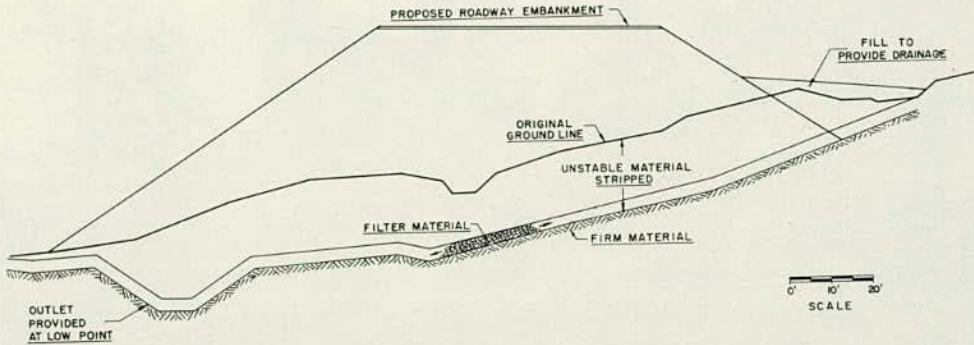 PROPOSED ROADWAY EMBANKMENT
FILL TO
PROVIDE DRAINAGE
ORIGINAL
GROUND LINE
UNSTABLE MATERIAL
STRIPPED
FILTER MATERIAL
FIRM MATERIAL
OUTLET
PROVIDED
AT LOW POINT
0' 10' 20'
SCALE